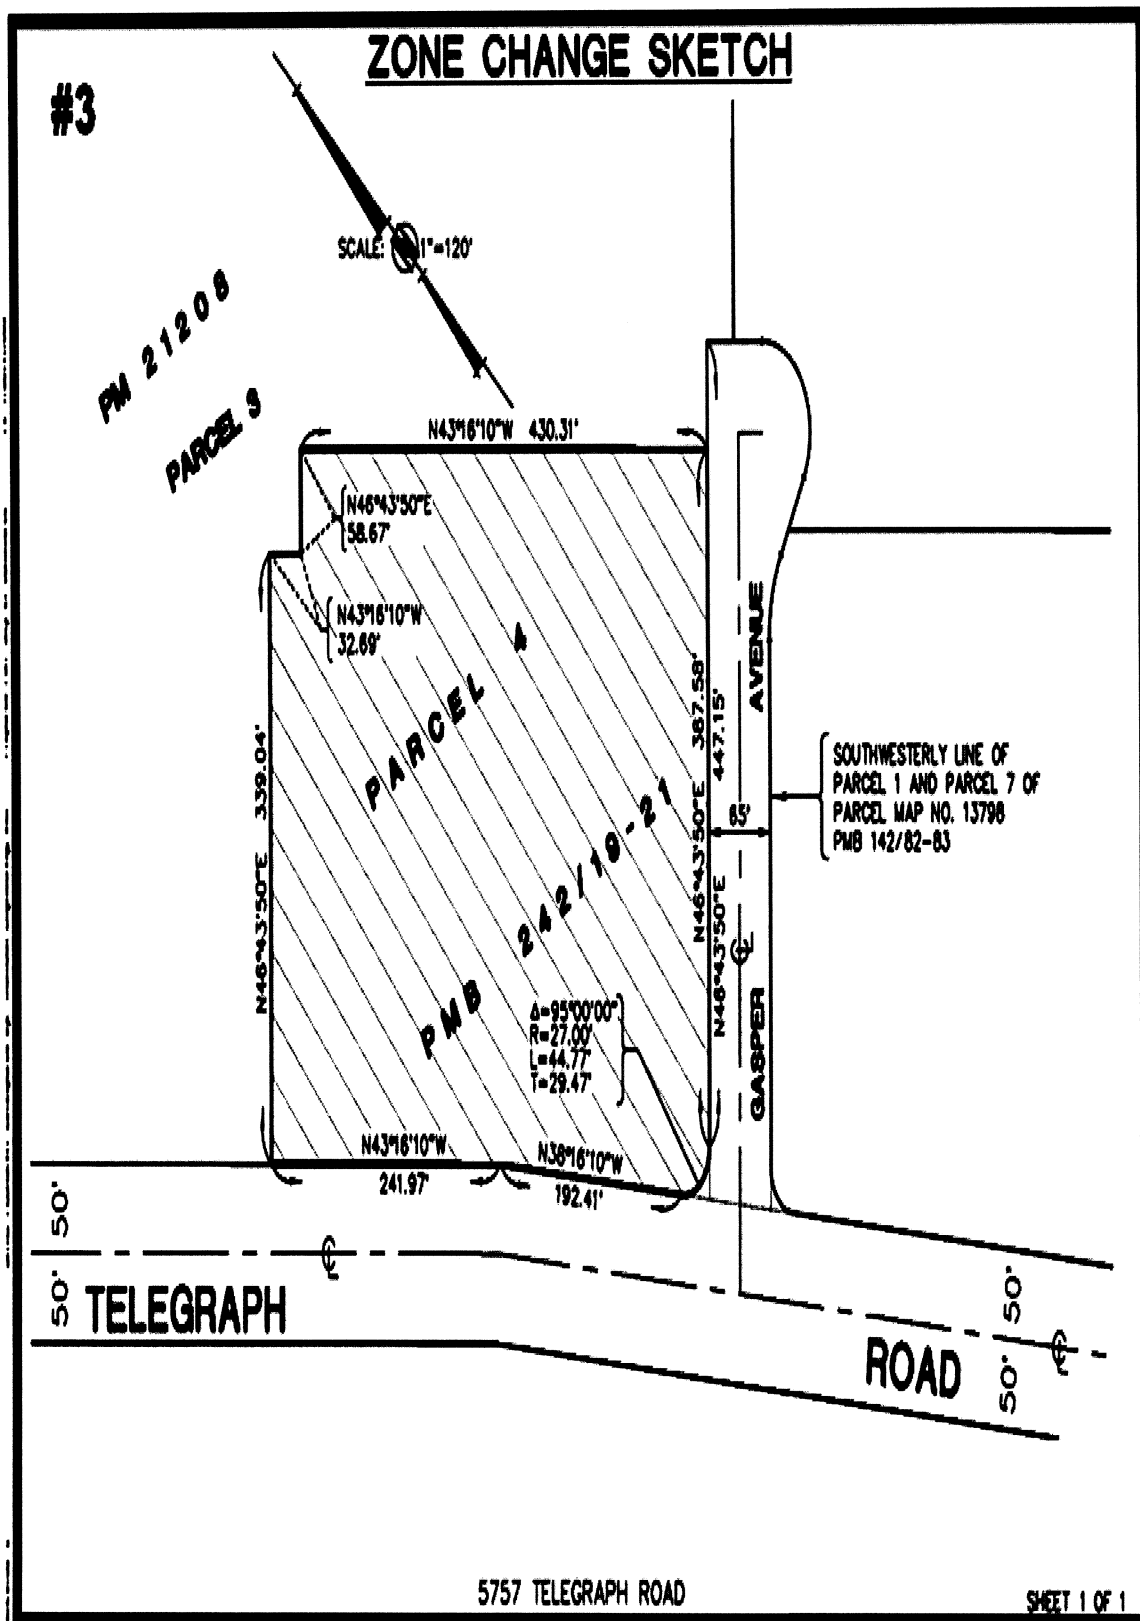 ZONE CHANGE SKETCH
#3
SCALE: 1"=120'
PM 21208
PARCEL 3
N43°16'10"W 430.31'
N46°43'50"E
58.67'
N43°16'10"W
32.69'
N46°43'50"E 339.04'
PARCEL 4
PMB 242/19-21
N46°43'50"E 387.58'
N46°43'50"E 447.15'
GASPER AVENUE
65'
SOUTHWESTERLY LINE OF
PARCEL 1 AND PARCEL 7 OF
PARCEL MAP NO. 13798
PMB 142/82-83
Δ=95°00'00"
R=27.00'
L=44.77'
T=29.47'
N43°16'10"W
241.97'
N38°16'10"W
192.41'
50'
50'
TELEGRAPH ROAD
50'
50'
5757 TELEGRAPH ROAD
SHEET 1 OF 1